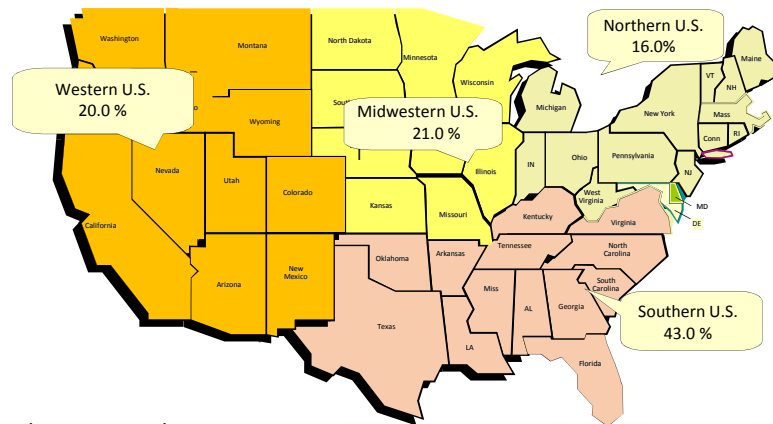 Northern U.S.
16.0%
Western U.S.
20.0 %
Midwestern U.S.
21.0 %
Southern U.S.
43.0 %
Washington
Montana
North Dakota
Minnesota
Wisconsin
Michigan
Maine
VT
NH
New York
Mass
Conn
RI
Wyoming
Nevada
Utah
Colorado
California
Arizona
New
Mexico
Kansas
Missouri
Illinois
IN
Ohio
Pennsylvania
NJ
West
Virginia
MD
DE
Kentucky
Virginia
Tennessee
North
Carolina
South
Carolina
Oklahoma
Arkansas
Texas
LA
Miss
AL
Georgia
Florida